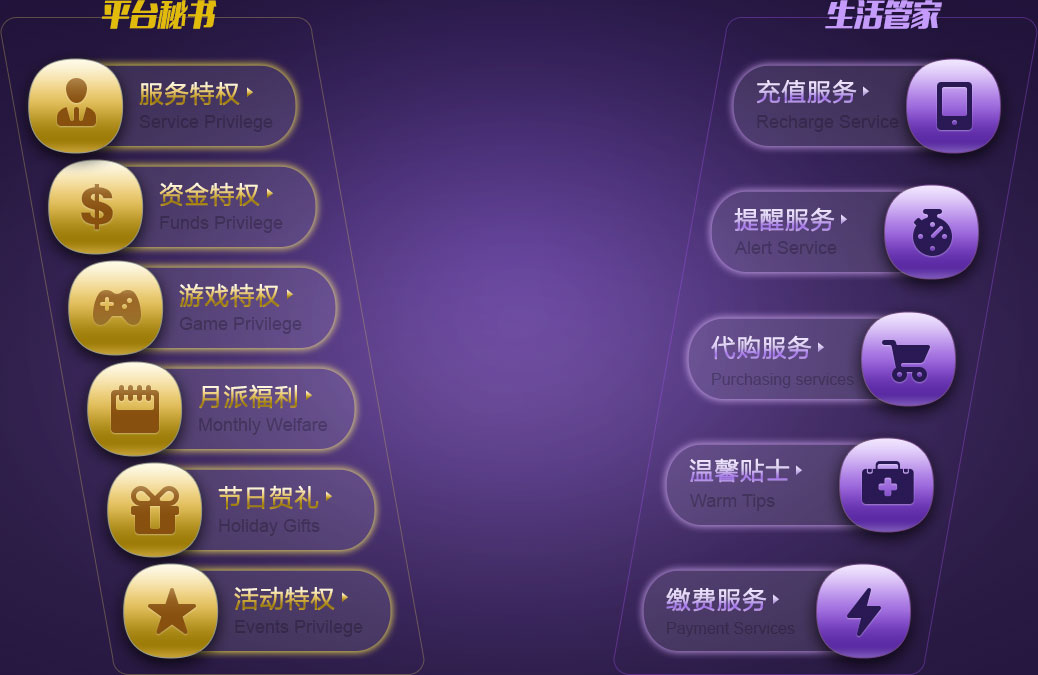 平台秘书
服务特权
Service Privilege
资金特权
Funds Privilege
游戏特权
Game Privilege
月派福利
Monthly Welfare
节日贺礼
Holiday Gifts
活动特权
Events Privilege
生活管家
充值服务
Recharge Service
提醒服务
Alert Service
代购服务
Purchasing services
温馨贴士
Warm Tips
缴费服务
Payment Services